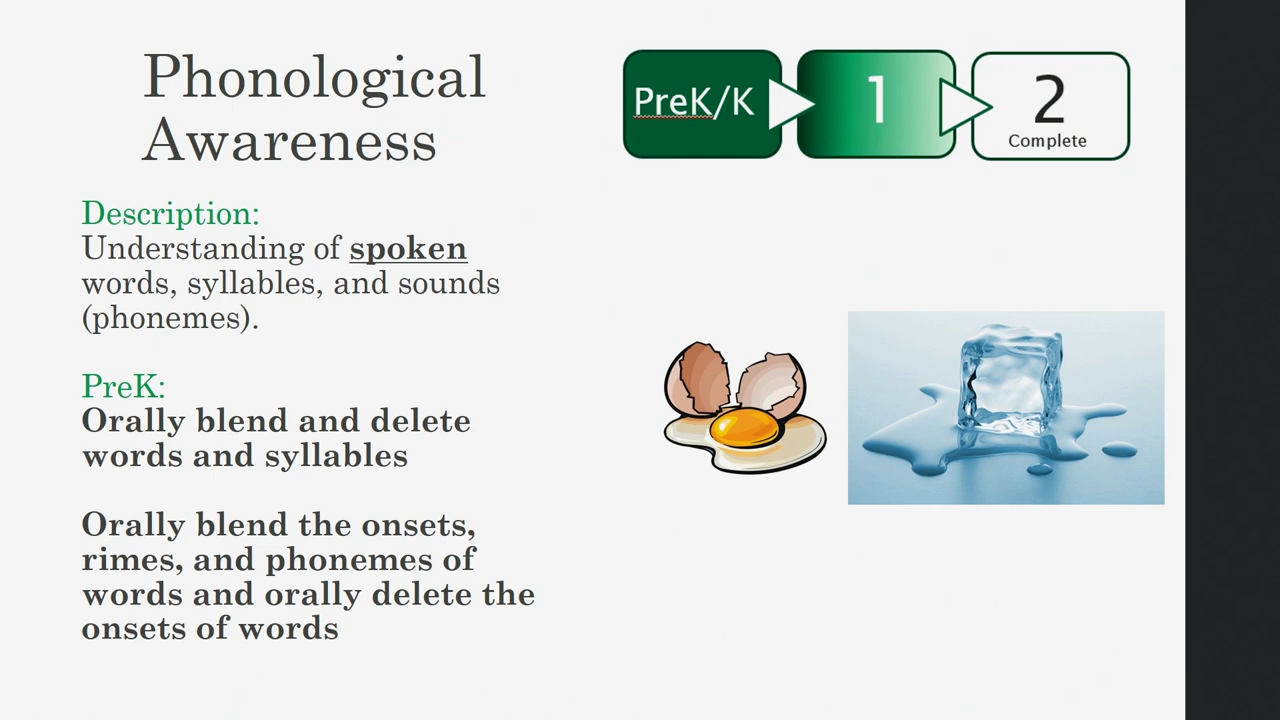 Phonological
Awareness
PreK/K
1
2
Complete
Description:
Understanding of spoken
words, syllables, and sounds
(phonemes).
PreK:
Orally blend and delete
words and syllables
Orally blend the onsets,
rimes, and phonemes of
words and orally delete the
onsets of words